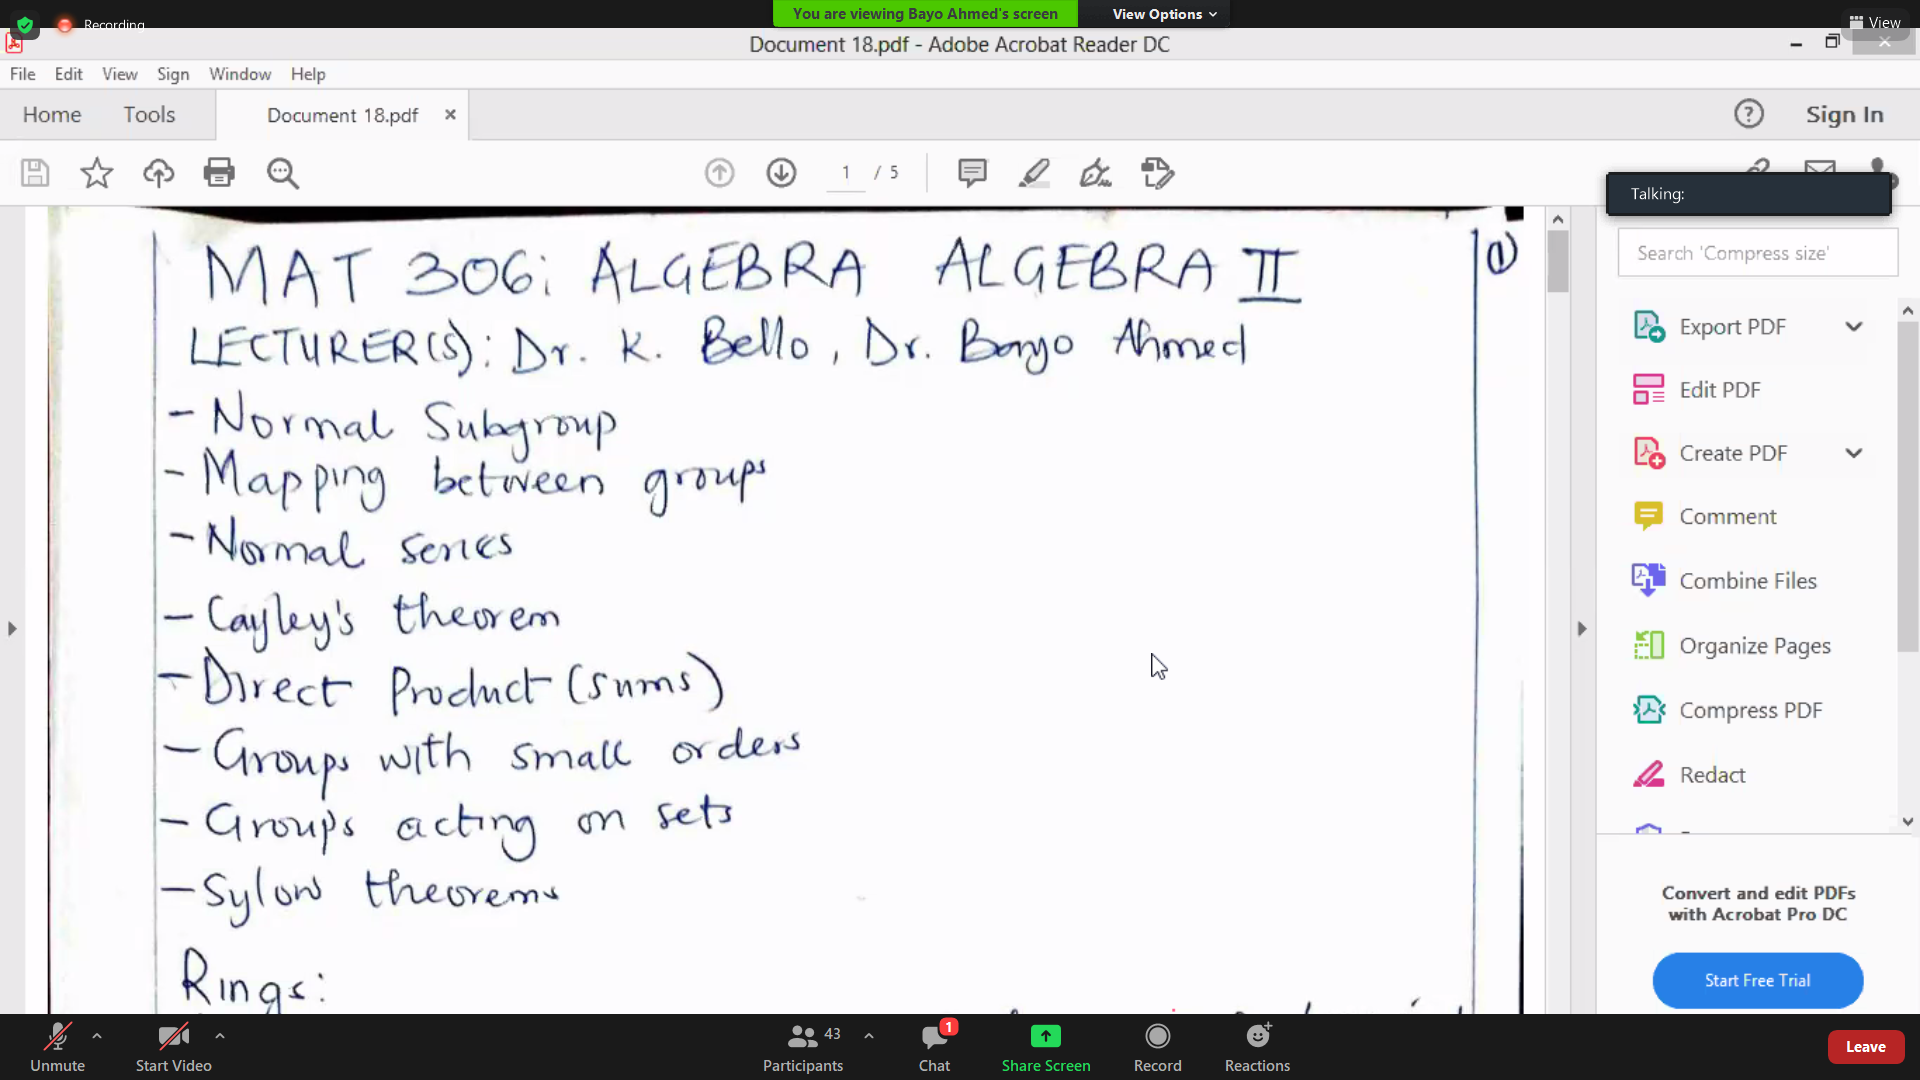 Recording
You are viewing Bayo Ahmed's screen
View Options
View
Document 18.pdf - Adobe Acrobat Reader DC
File Edit View Sign Window Help
Home Tools Document 18.pdf × Sign In
1 / 5
Talking:
MAT 306: ALGEBRA ALGEBRA II
1
LECTURER(S): Dr. K. Bello, Dr. Bayo Ahmed
- Normal Subgroup
- Mapping between groups
- Normal series
- Cayley's theorem
- Direct Product (sums)
- Groups with small orders
- Groups acting on sets
- Sylow theorems
Rings:
Search 'Compress size'
Export PDF
Edit PDF
Create PDF
Comment
Combine Files
Organize Pages
Compress PDF
Redact
Convert and edit PDFs
with Acrobat Pro DC
Start Free Trial
Unmute
Start Video
43
Participants
1
Chat
Share Screen
Record
Reactions
Leave